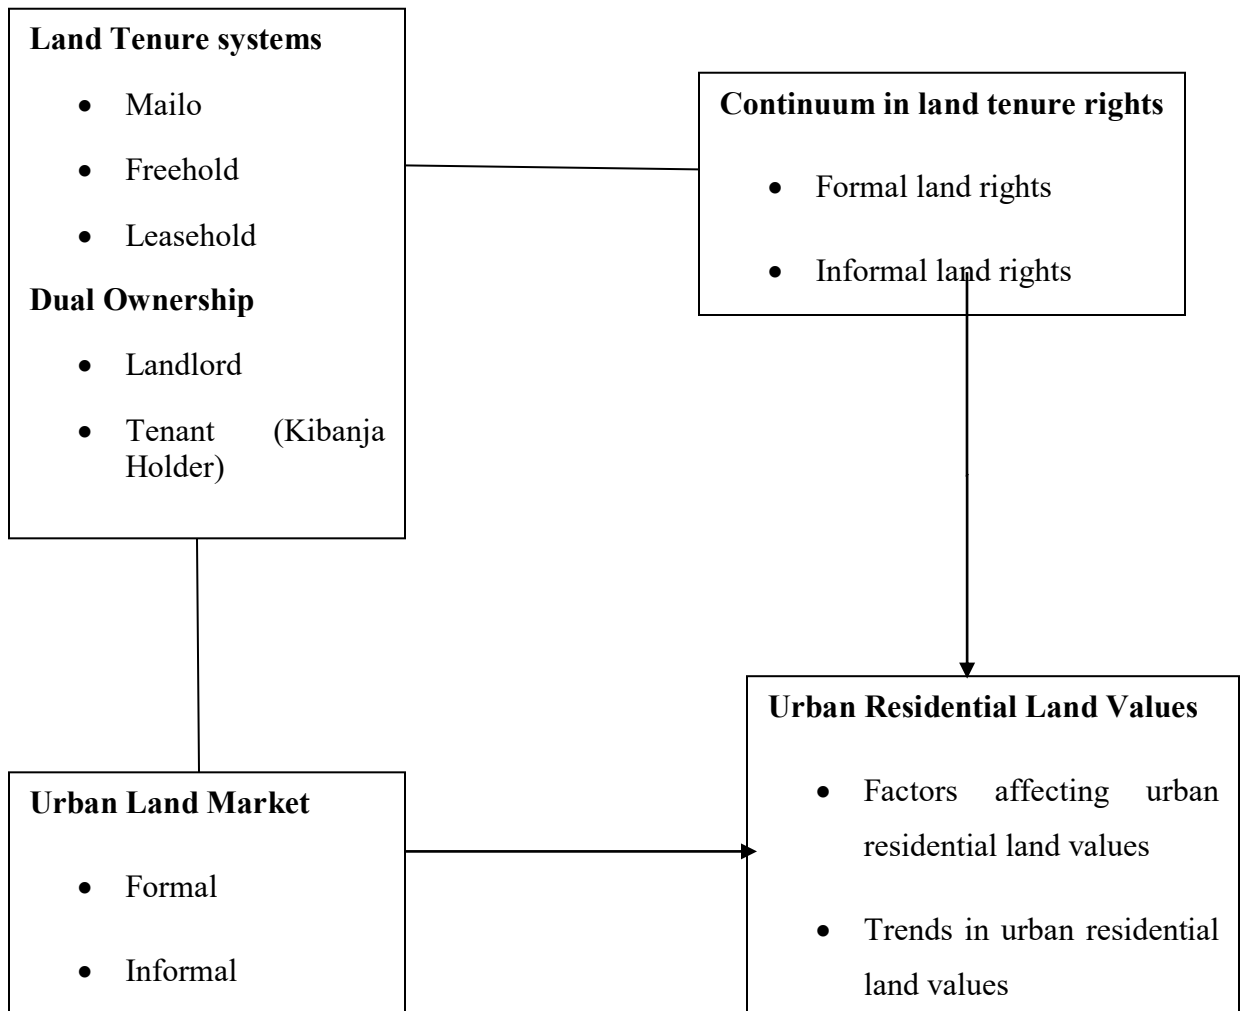 Land Tenure systems
• Mailo
• Freehold
• Leasehold
Dual Ownership
• Landlord
• Tenant (Kibanja
Holder)
Continuum in land tenure rights
• Formal land rights
• Informal land rights
Urban Land Market
• Formal
• Informal
Urban Residential Land Values
• Factors affecting urban
residential land values
• Trends in urban residential
land values